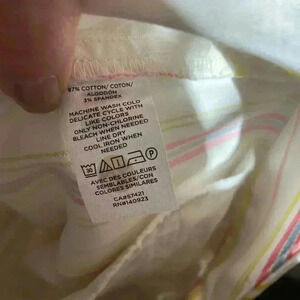 97% COTTON/ COTON/
ALGODÓN
3% SPANDEX
MACHINE WASH COLD
DELICATE CYCLE WITH
LIKE COLORS
ONLY NON-CHLORINE
BLEACH WHEN NEEDED
LINE DRY
COOL IRON WHEN
NEEDED
30 P
AVEC DES COULEURS
SEMBLABLES/CON
COLORES SIMILARES
CA#57421
RN#140923